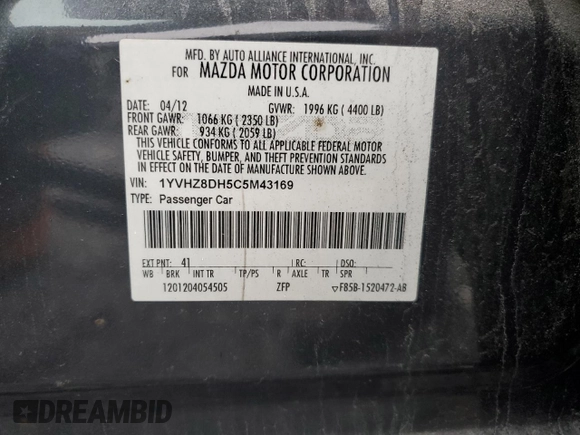 MFD. BY AUTO ALLIANCE INTERNATIONAL, INC.
FOR MAZDA MOTOR CORPORATION
MADE IN U.S.A.
DATE: 04/12 GVWR: 1996 KG ( 4400 LB)
FRONT GAWR: 1066 KG ( 2350 LB)
REAR GAWR: 934 KG ( 2059 LB)
THIS VEHICLE CONFORMS TO ALL APPLICABLE FEDERAL MOTOR
VEHICLE SAFETY, BUMPER, AND THEFT PREVENTION STANDARDS
IN EFFECT ON THE DATE OF MANUFACTURE SHOWN ABOVE.
VIN: 1YVHZ8DH5C5M43169
TYPE: Passenger Car
EXT PNT: 41 RC: DSO:
WB BRK INT TR TP/PS R AXLE TR SPR
1201204054505 ZFP ▽F85B-1520472-AB
DREAMBID